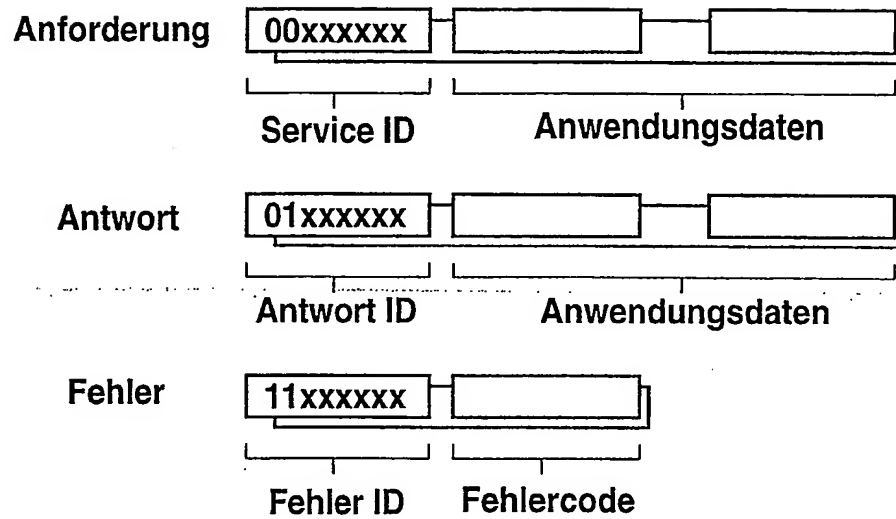 Anforderung 00xxxxxx
Service ID Anwendungsdaten
Antwort 01xxxxxx
Antwort ID Anwendungsdaten
Fehler 11xxxxxx
Fehler ID Fehlercode